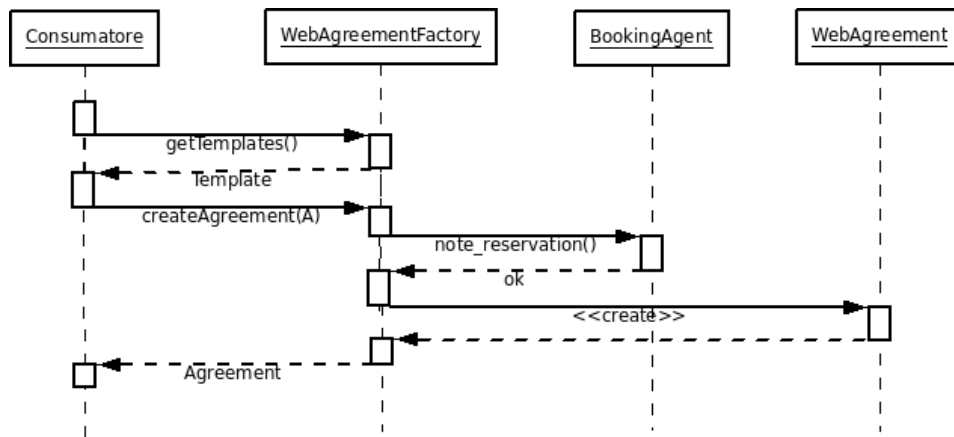 Consumatore
WebAgreementFactory
BookingAgent
WebAgreement
getTemplates()
Template
createAgreement(A)
note_reservation()
ok
<<create>>
Agreement